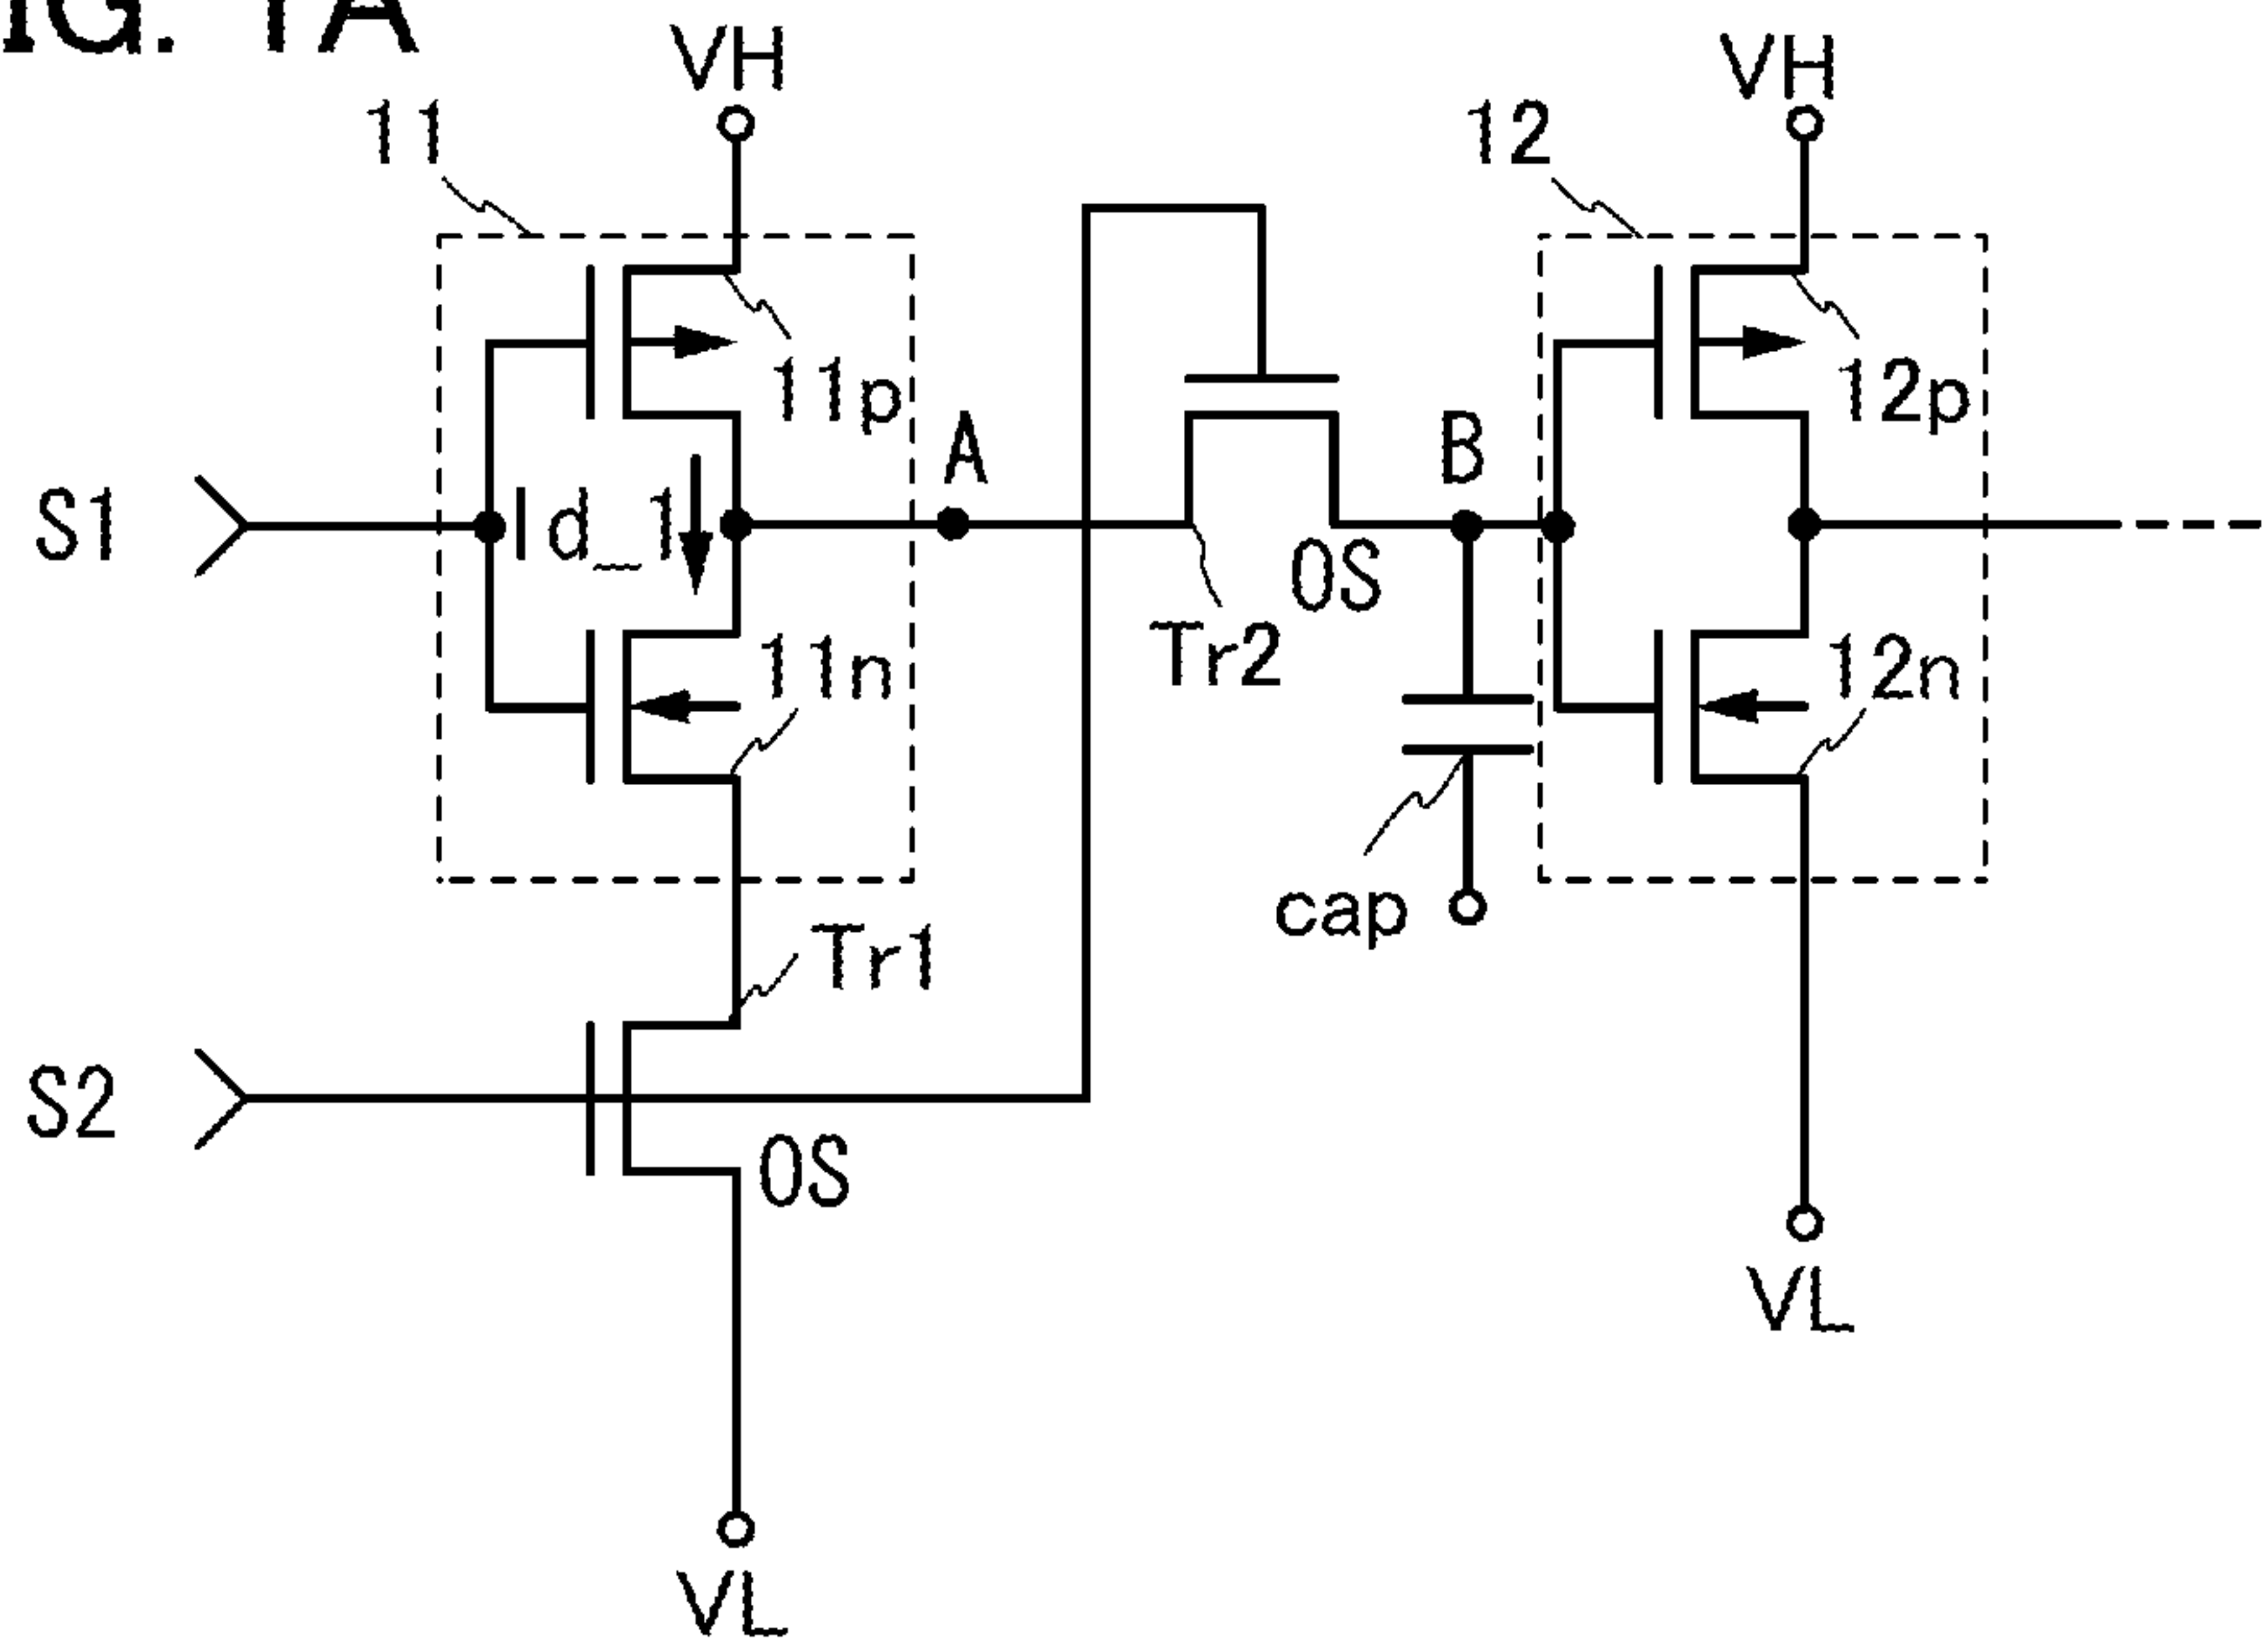 IG. 1A
VH
VH
11
12
11p
12p
A
B
S1
Id_1
OS
Tr2
11n
12n
cap
Tr1
S2
OS
VL
VL